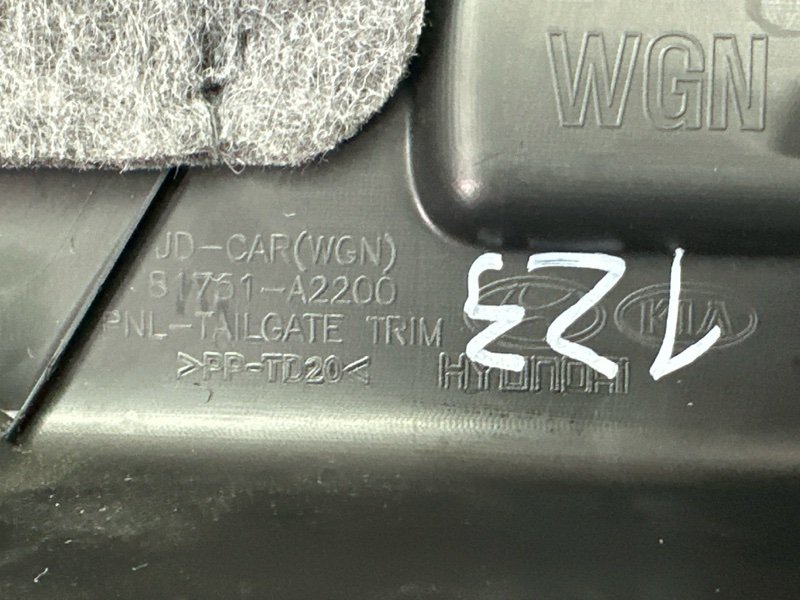 WGN
JD-CAR(WGN)
81751-A2200
PNL-TAILGATE TRIM
>PP-TD20<
123
KIA
HYUNDAI